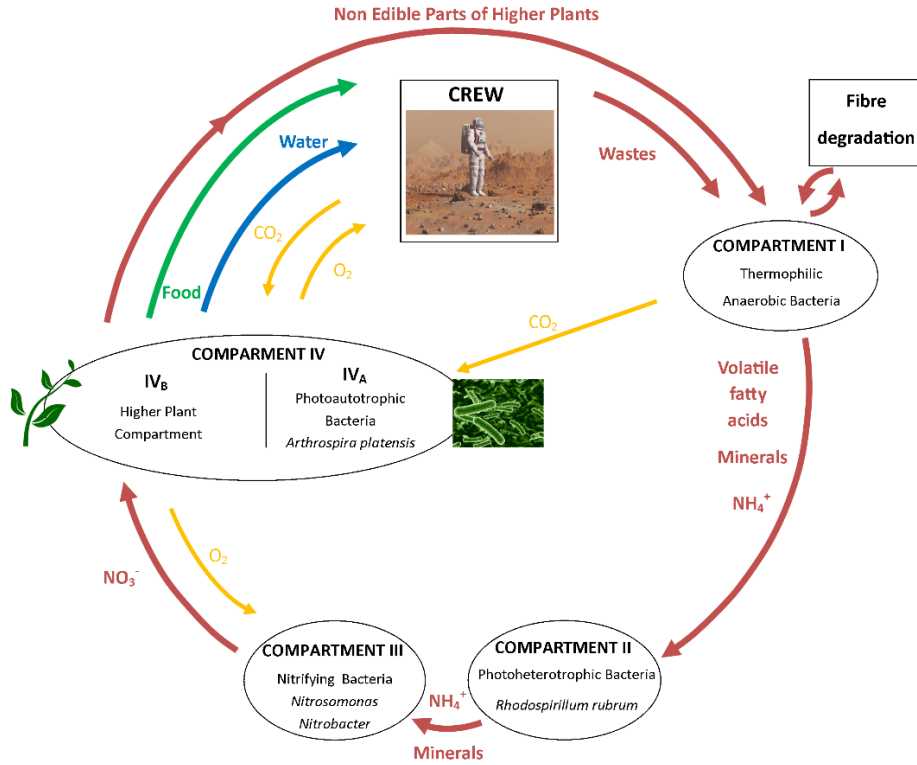 Non Edible Parts of Higher Plants
CREW
Fibre
degradation
Water
Wastes
CO₂
O₂
Food
COMPARTMENT I
Thermophilic
Anaerobic Bacteria
CO₂
COMPARMENT IV
IV_B
Higher Plant
Compartment
IV_A
Photoautotrophic
Bacteria
Arthrospira platensis
Volatile
fatty
acids
Minerals
NH₄⁺
O₂
NO₃⁻
COMPARTMENT III
Nitrifying Bacteria
Nitrosomonas
Nitrobacter
COMPARTMENT II
Photoheterotrophic Bacteria
Rhodospirillum rubrum
NH₄⁺
Minerals